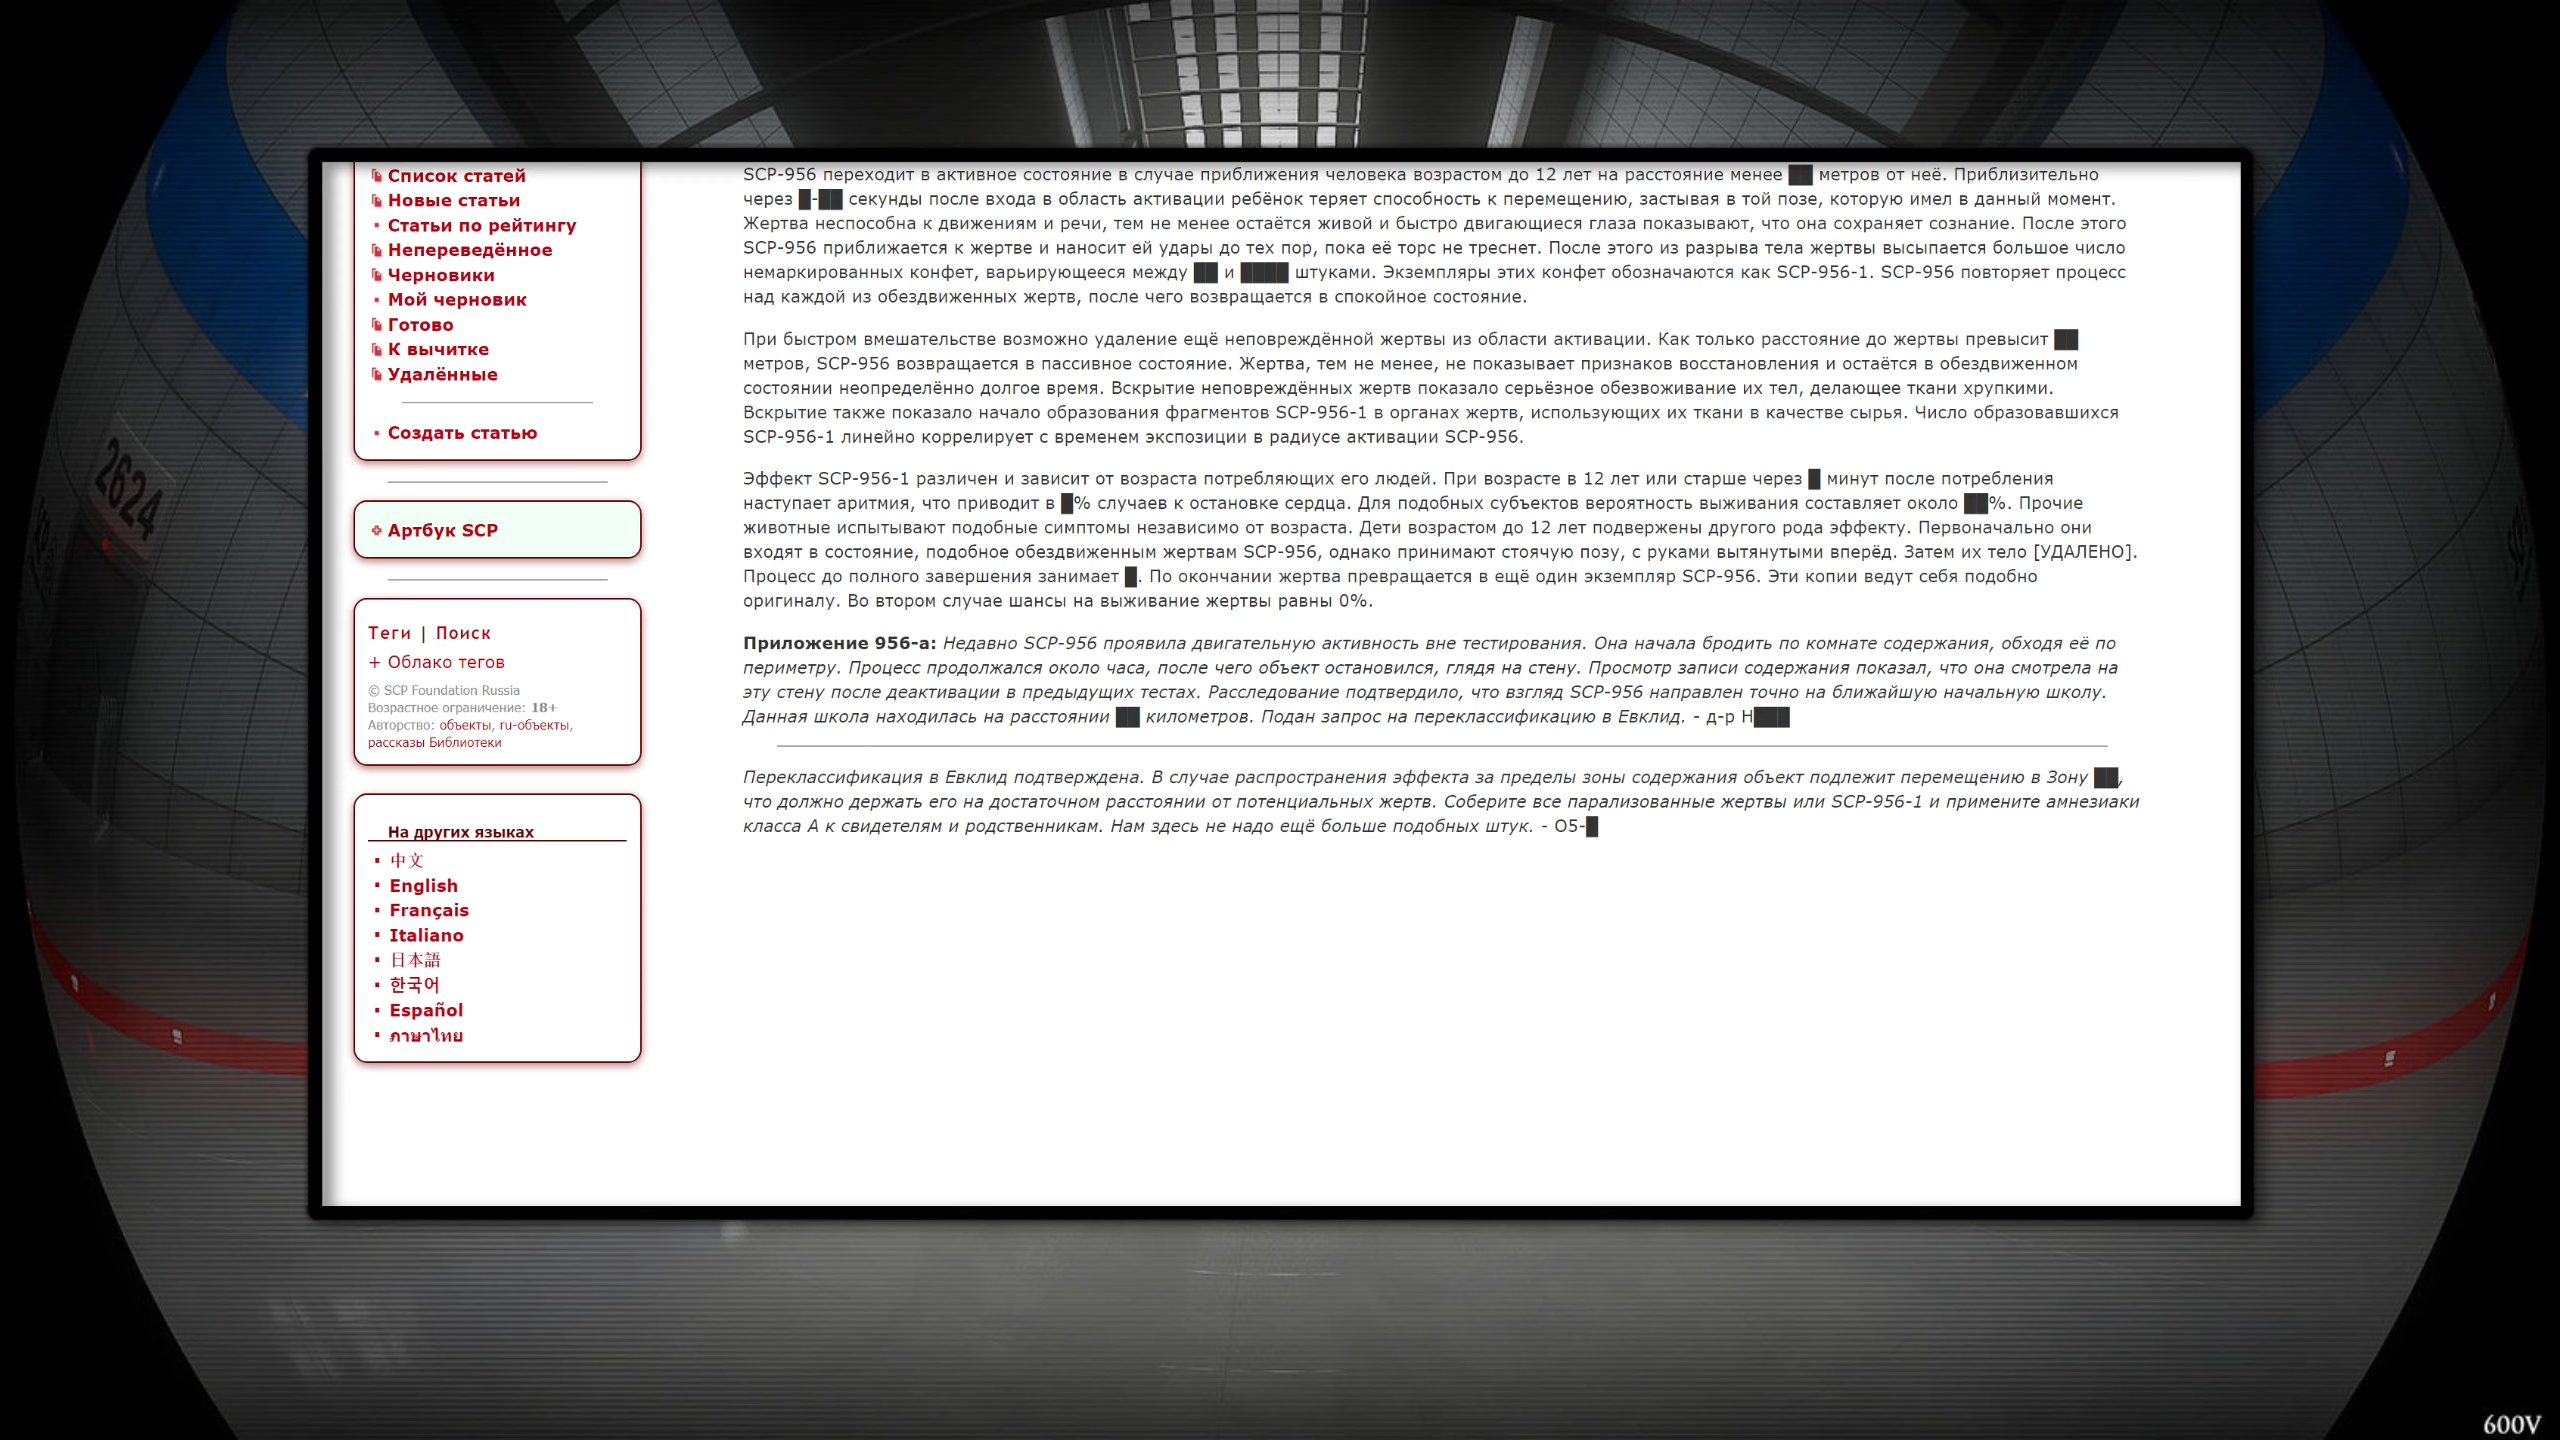 Список статей
Новые статьи
Статьи по рейтингу
Непереведённое
Черновики
Мой черновик
Готово
К вычитке
Удалённые
Создать статью
Артбук SCP
Теги | Поиск
+ Облако тегов
© SCP Foundation Russia
Возрастное ограничение: 18+
Авторство: объекты, ru-объекты,
рассказы Библиотеки
На других языках
中文
English
Français
Italiano
日本語
한국어
Español
ภาษาไทย
SCP-956 переходит в активное состояние в случае приближения человека возрастом до 12 лет на расстояние менее ██ метров от неё. Приблизительно
через █-██ секунды после входа в область активации ребёнок теряет способность к перемещению, застывая в той позе, которую имел в данный момент.
Жертва неспособна к движениям и речи, тем не менее остаётся живой и быстро двигающиеся глаза показывают, что она сохраняет сознание. После этого
SCP-956 приближается к жертве и наносит ей удары до тех пор, пока её торс не треснет. После этого из разрыва тела жертвы высыпается большое число
немаркированных конфет, варьирующееся между ██ и ████ штуками. Экземпляры этих конфет обозначаются как SCP-956-1. SCP-956 повторяет процесс
над каждой из обездвиженных жертв, после чего возвращается в спокойное состояние.
При быстром вмешательстве возможно удаление ещё неповреждённой жертвы из области активации. Как только расстояние до жертвы превысит ██
метров, SCP-956 возвращается в пассивное состояние. Жертва, тем не менее, не показывает признаков восстановления и остаётся в обездвиженном
состоянии неопределённо долгое время. Вскрытие неповреждённых жертв показало серьёзное обезвоживание их тел, делающее ткани хрупкими.
Вскрытие также показало начало образования фрагментов SCP-956-1 в органах жертв, использующих их ткани в качестве сырья. Число образовавшихся
SCP-956-1 линейно коррелирует с временем экспозиции в радиусе активации SCP-956.
Эффект SCP-956-1 различен и зависит от возраста потребляющих его людей. При возрасте в 12 лет или старше через █ минут после потребления
наступает аритмия, что приводит в █% случаев к остановке сердца. Для подобных субъектов вероятность выживания составляет около ██%. Прочие
животные испытывают подобные симптомы независимо от возраста. Дети возрастом до 12 лет подвержены другого рода эффекту. Первоначально они
входят в состояние, подобное обездвиженным жертвам SCP-956, однако принимают стоячую позу, с руками вытянутыми вперёд. Затем их тело [УДАЛЕНО].
Процесс до полного завершения занимает █. По окончании жертва превращается в ещё один экземпляр SCP-956. Эти копии ведут себя подобно
оригиналу. Во втором случае шансы на выживание жертвы равны 0%.
Приложение 956-а: Недавно SCP-956 проявила двигательную активность вне тестирования. Она начала бродить по комнате содержания, обходя её по
периметру. Процесс продолжался около часа, после чего объект остановился, глядя на стену. Просмотр записи содержания показал, что она смотрела на
эту стену после деактивации в предыдущих тестах. Расследование подтвердило, что взгляд SCP-956 направлен точно на ближайшую начальную школу.
Данная школа находилась на расстоянии ██ километров. Подан запрос на переклассификацию в Евклид. - д-р Н███
Переклассификация в Евклид подтверждена. В случае распространения эффекта за пределы зоны содержания объект подлежит перемещению в Зону ██,
что должно держать его на достаточном расстоянии от потенциальных жертв. Соберите все парализованные жертвы или SCP-956-1 и примените амнезиаки
класса А к свидетелям и родственникам. Нам здесь не надо ещё больше подобных штук. - О5-█
2624
600V